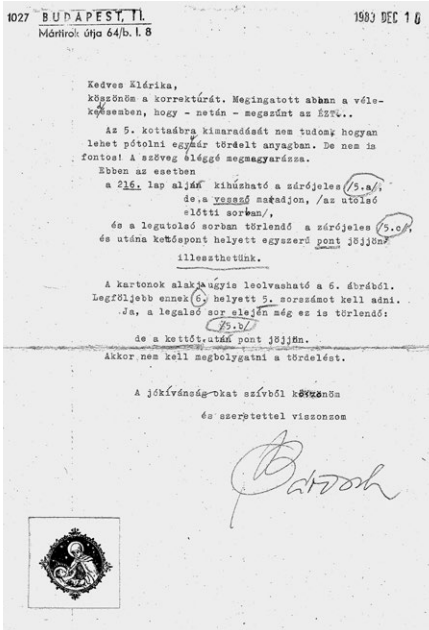 1027 BUDAPEST, II.
Mártirok útja 64/b. I. 8
1983 DEC 10
Kedves Klárika,
köszönöm a korrektúrát. Megingatott abban a véle-
kedésemben, hogy - netán - megszűnt az ÉZT...
Az 5. kottaábra kimaradását nem tudom, hogyan
lehet pótolni egy már tördelt anyagban. De nem is
fontos! A szöveg eléggé megmagyarázza.
Ebben az esetben
a 216. lap alján kihúzható a zárójeles /5.a/,
de a vessző maradjon, /az utolsó
előtti sorban/,
és a legutolsó sorban törlendő a zárójeles /5.c/,
és utána kettőspont helyett egyszerű pont jöjjön:
illeszthetünk.
A kartonok alakja úgyis leolvasható a 6. ábráról.
Legföljebb ennek 6. helyett 5. sorszámot kell adni.
Ja, a legalsó sor elején még ez is törlendő:
/5.b/
de a kettőt után pont jöjjön.
Akkor nem kell megbolygatni a tördelést.
A jókívánságokat szívből köszönöm
és szeretettel viszonzom